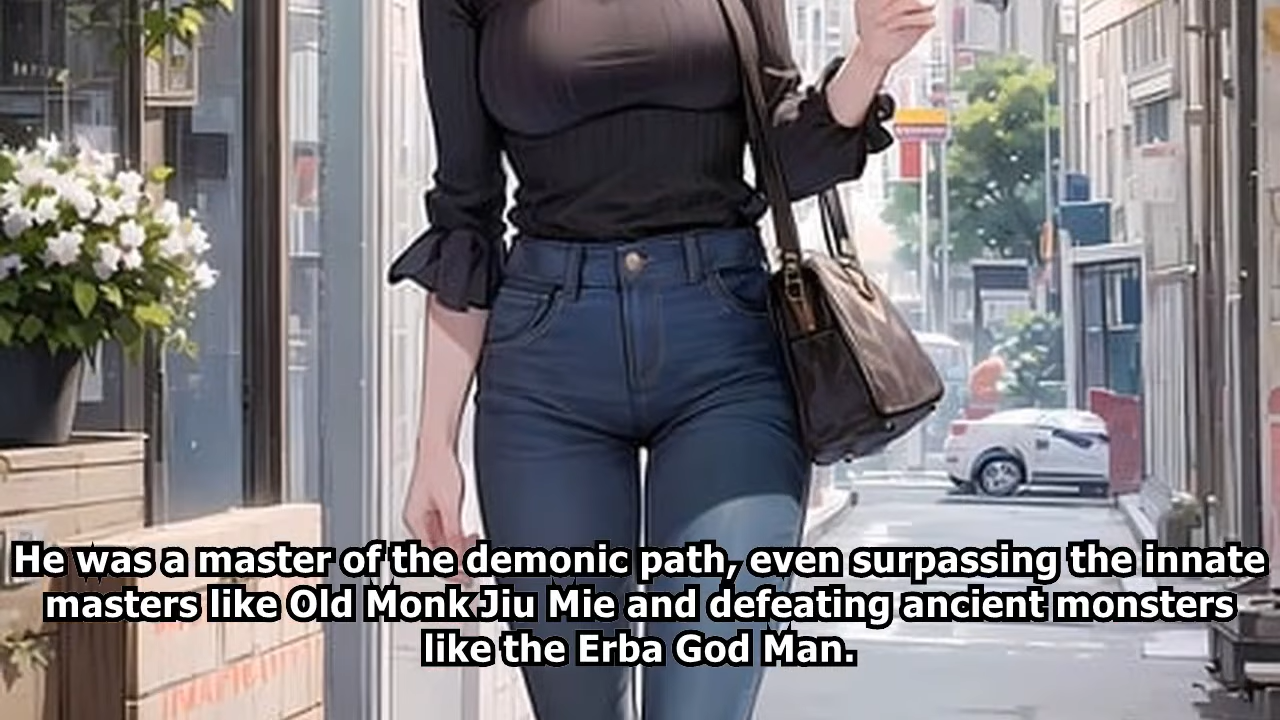 He was a master of the demonic path, even surpassing the innate
masters like Old Monk Jiu Mie and defeating ancient monsters
like the Erba God Man.